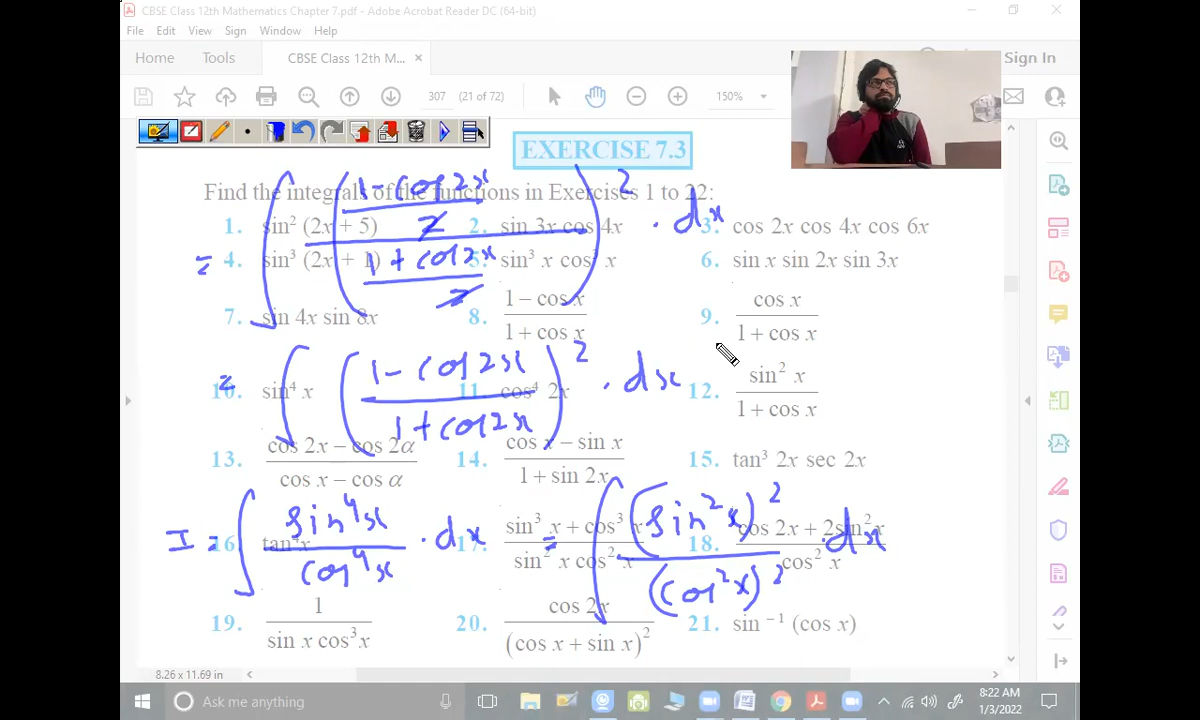 CBSE Class 12th Mathematics Chapter 7.pdf - Adobe Acrobat Reader DC (64-bit)
File Edit View Sign Window Help
Home Tools CBSE Class 12th M... × Sign In
307 (21 of 72) 150%
EXERCISE 7.3
Find the integrals of the functions in Exercises 1 to 22:
1. sin² (2x + 5) 2. sin 3x cos 4x 3. cos 2x cos 4x cos 6x
4. sin³ (2x + 1) 5. sin³ x cos³ x 6. sin x sin 2x sin 3x
7. sin 4x sin 8x 8. (1 − cos x)/(1 + cos x) 9. cos x/(1 + cos x)
10. sin⁴ x 11. cos⁴ 2x 12. sin² x/(1 + cos x)
13. (cos 2x − cos 2α)/(cos x − cos α) 14. (cos x − sin x)/(1 + sin 2x) 15. tan³ 2x sec 2x
16. tan⁴x 17. (sin³ x + cos³ x)/(sin² x cos² x) 18. (cos 2x + 2sin² x)/cos² x
19. 1/(sin x cos³ x) 20. cos 2x/(cos x + sin x)² 21. sin⁻¹ (cos x)
= ∫ (((1 − cos 2x)/2)/((1 + cos 2x)/2))² . dx
= ∫ ((1 − cos 2x)/(1 + cos 2x))² . dx
I = ∫ sin⁴x/cos⁴x . dx = ∫ (sin²x)²/(cos²x)² . dx
8.26 x 11.69 in
Ask me anything
8:22 AM
1/3/2022